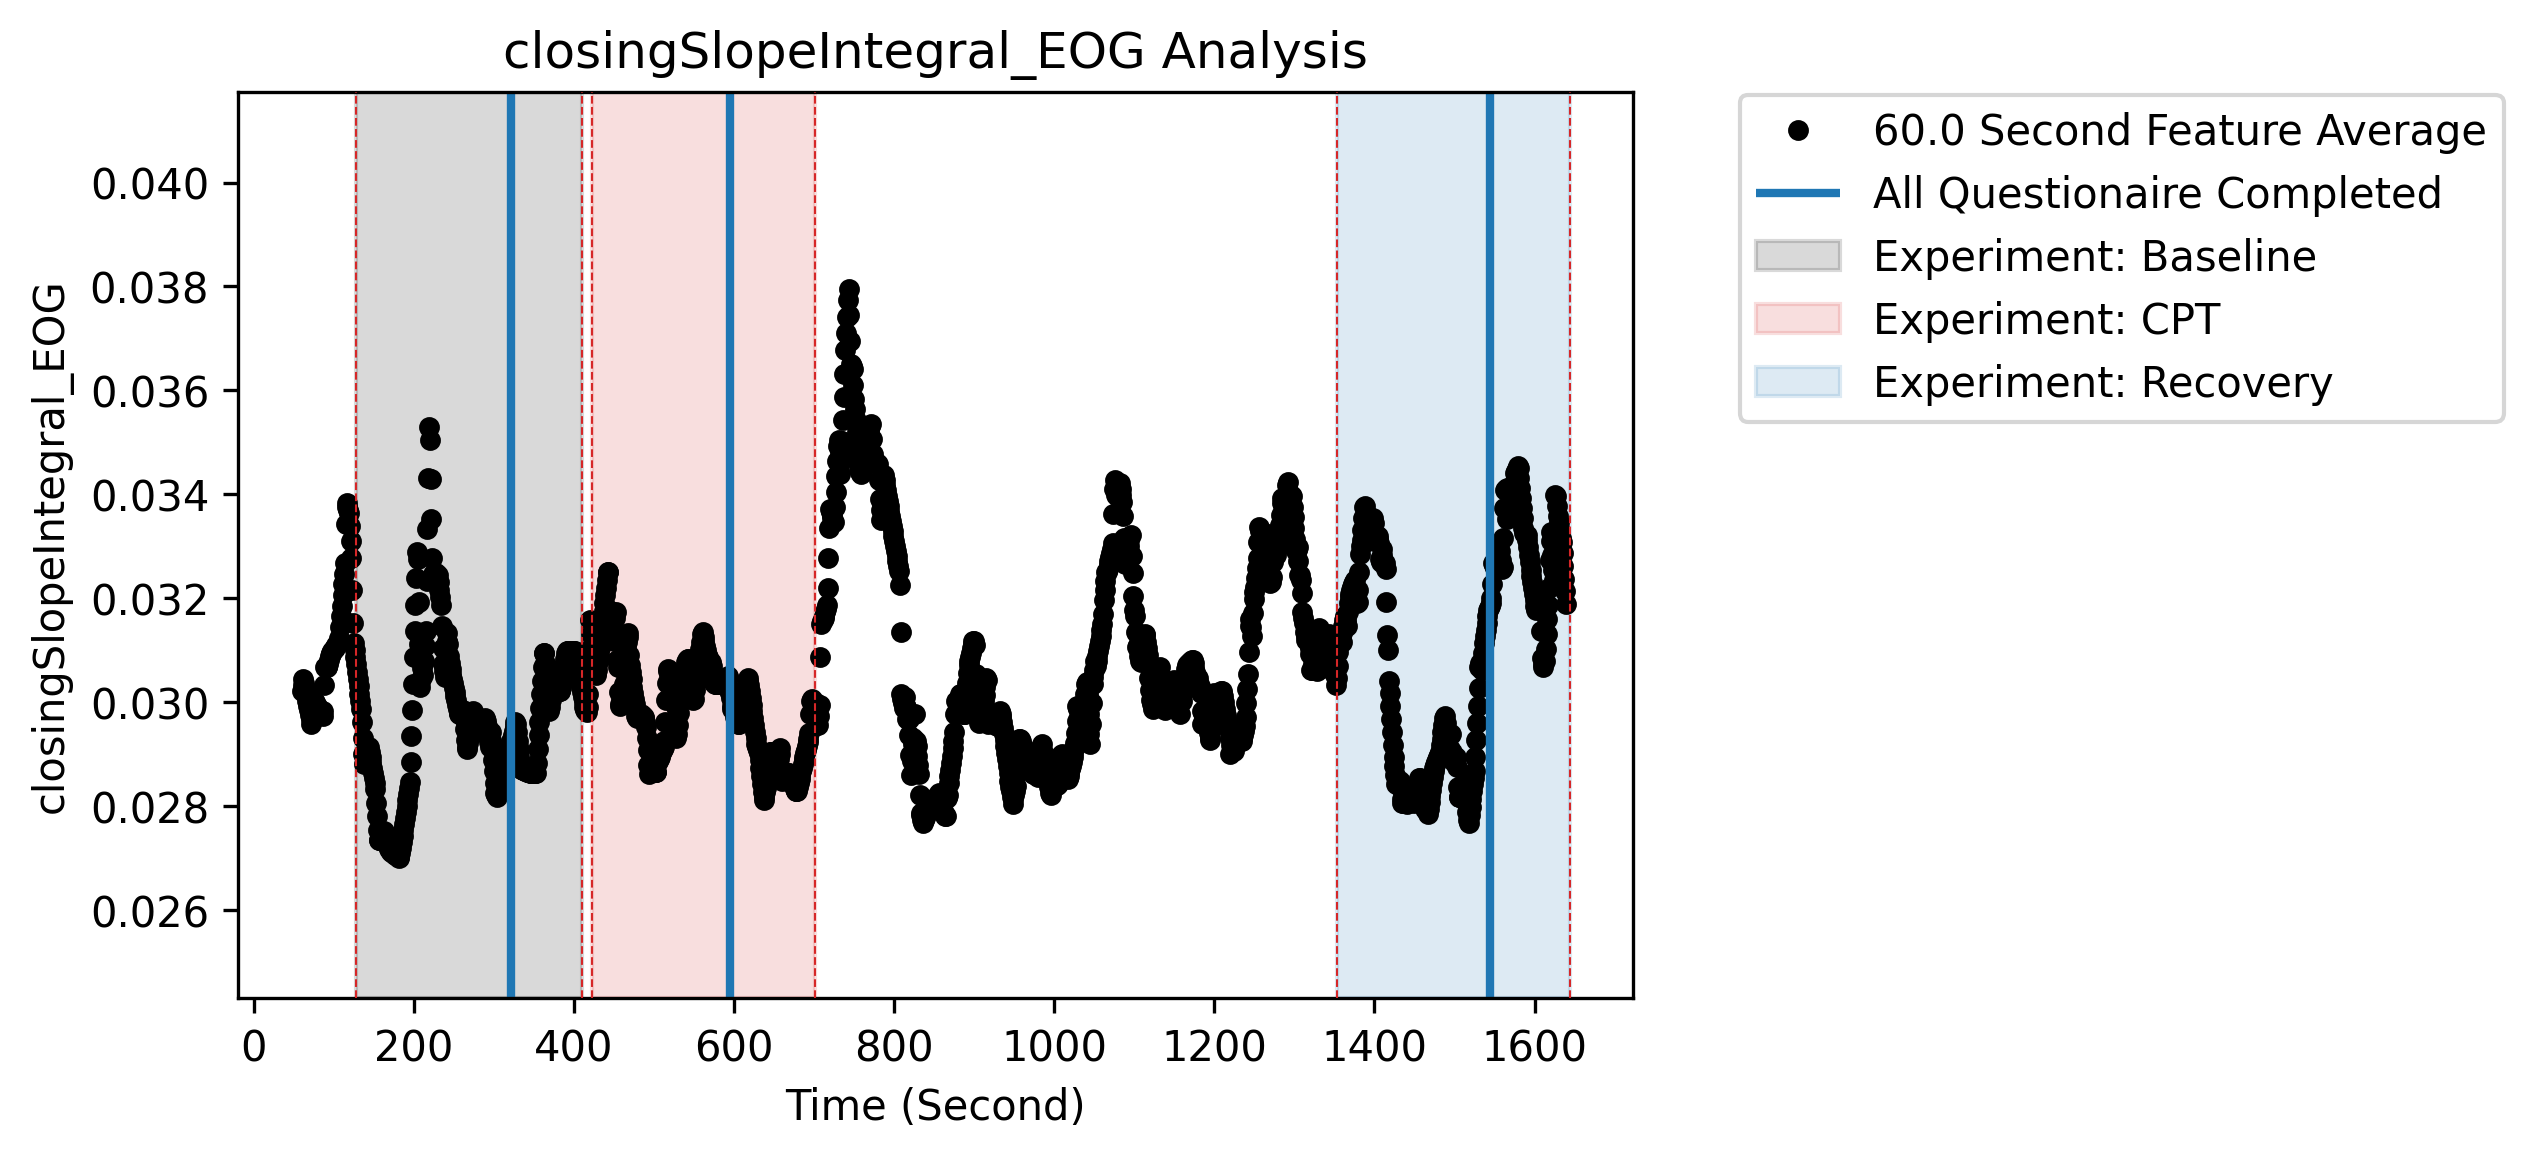 closingSlopeIntegral_EOG Analysis
closingSlopeIntegral_EOG
0.040
0.038
0.036
0.034
0.032
0.030
0.028
0.026
0 200 400 600 800 1000 1200 1400 1600
Time (Second)
60.0 Second Feature Average
All Questionaire Completed
Experiment: Baseline
Experiment: CPT
Experiment: Recovery